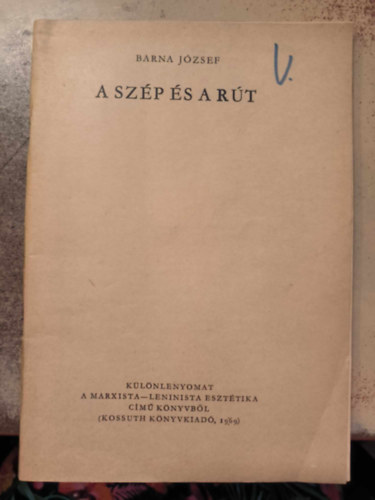 BARNA JÓZSEF
V.
A SZÉP ÉS A RÚT
KÜLÖNLENYOMAT
A MARXISTA—LENINISTA ESZTÉTIKA
CÍMŰ KÖNYVBŐL
(KOSSUTH KÖNYVKIADÓ, 1969)